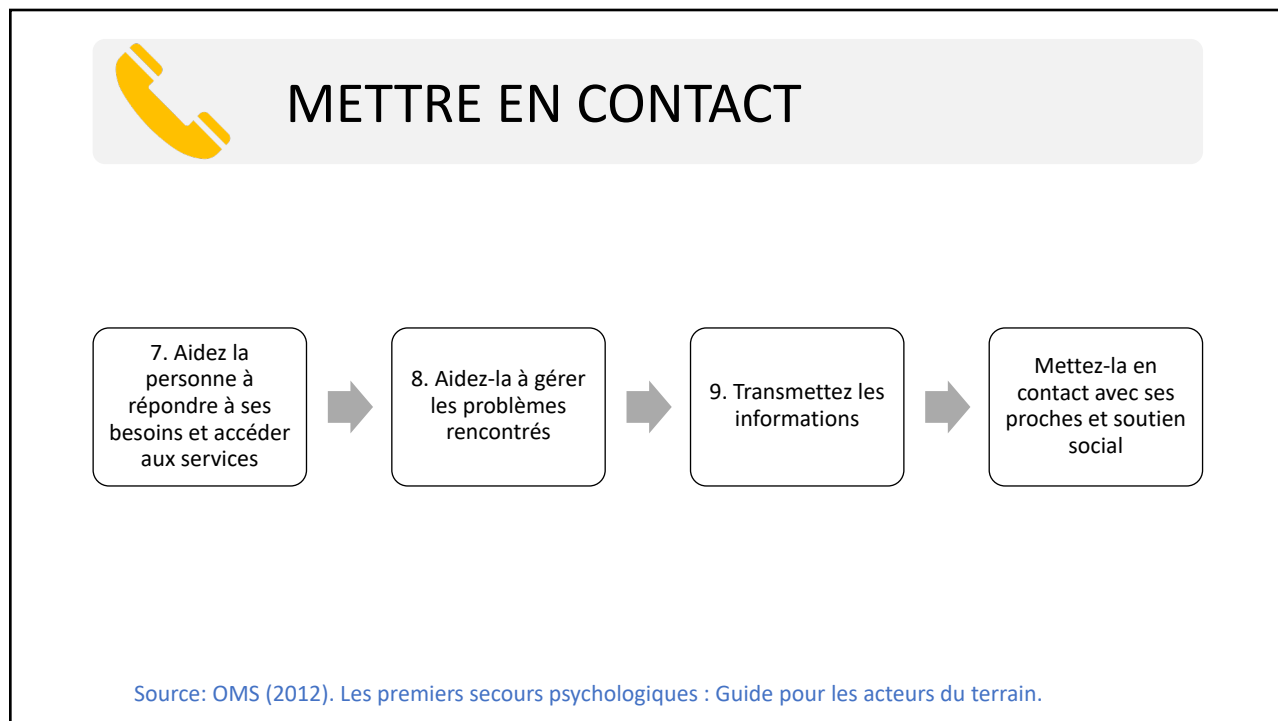 METTRE EN CONTACT
7. Aidez la
personne à
répondre à ses
besoins et accéder
aux services
8. Aidez-la à gérer
les problèmes
rencontrés
9. Transmettez les
informations
Mettez-la en
contact avec ses
proches et soutien
social
Source: OMS (2012). Les premiers secours psychologiques : Guide pour les acteurs du terrain.